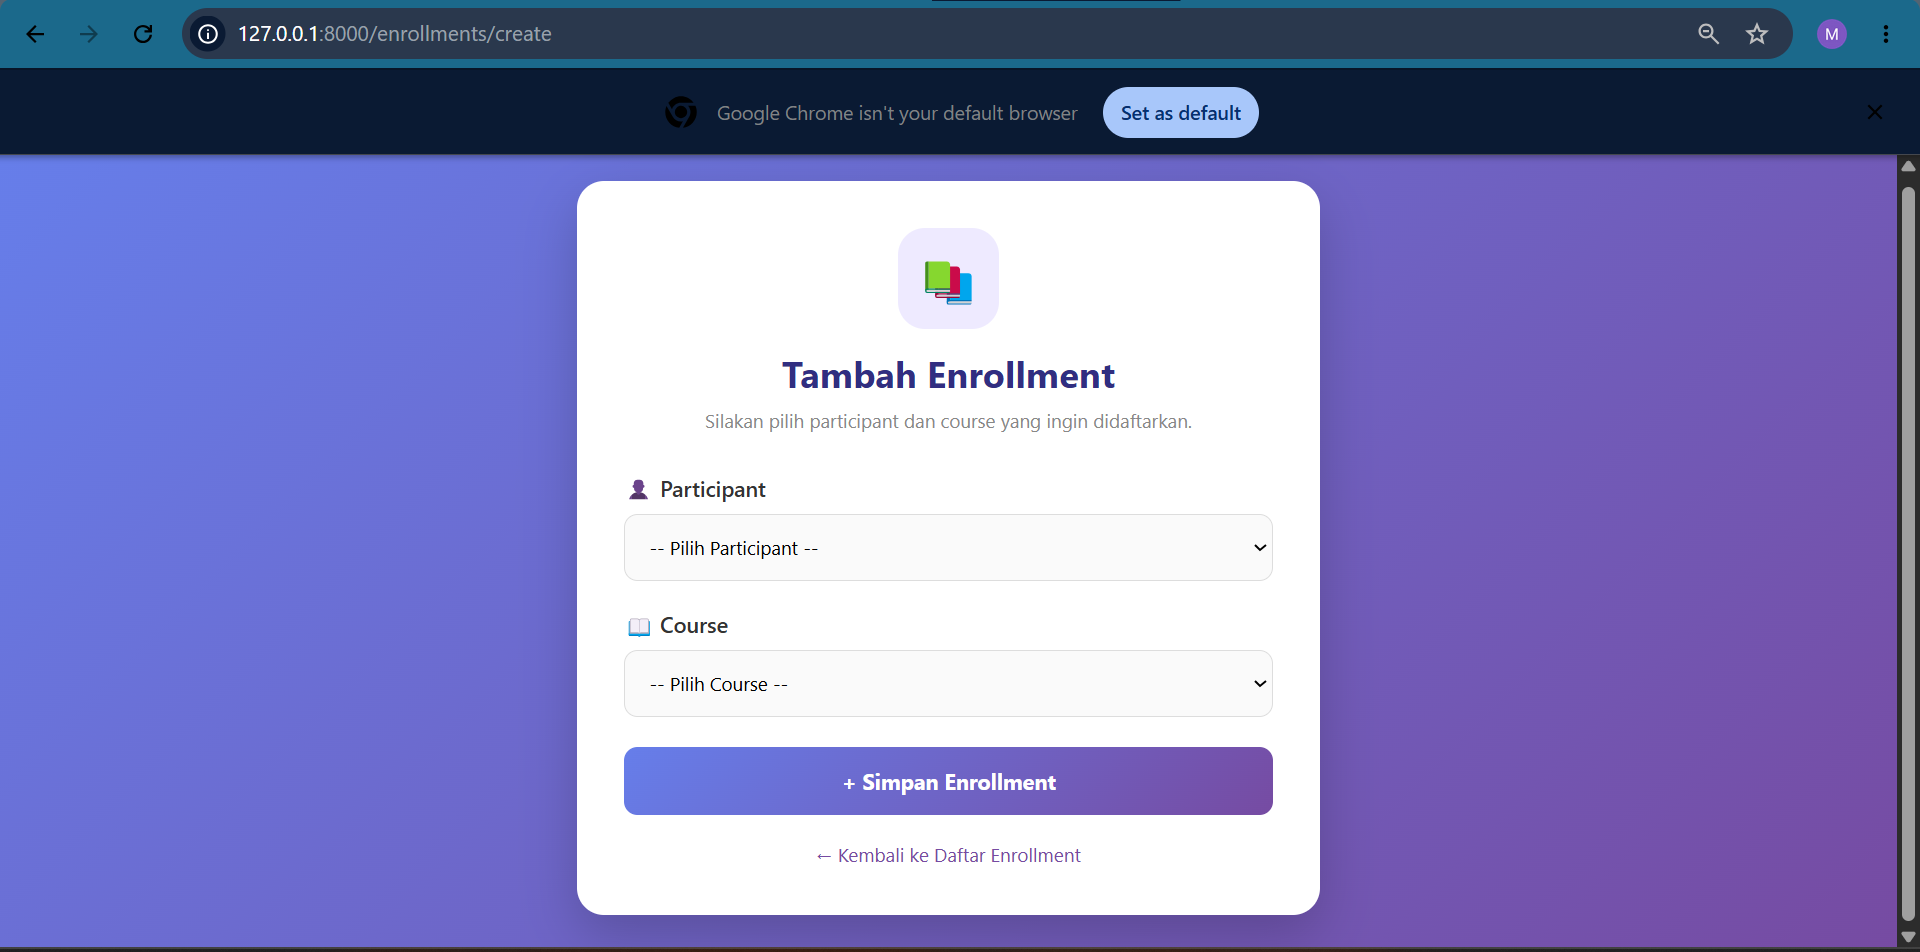 127.0.0.1:8000/enrollments/create
M
Google Chrome isn't your default browser
Set as default
Tambah Enrollment
Silakan pilih participant dan course yang ingin didaftarkan.
Participant
-- Pilih Participant --
Course
-- Pilih Course --
+ Simpan Enrollment
← Kembali ke Daftar Enrollment